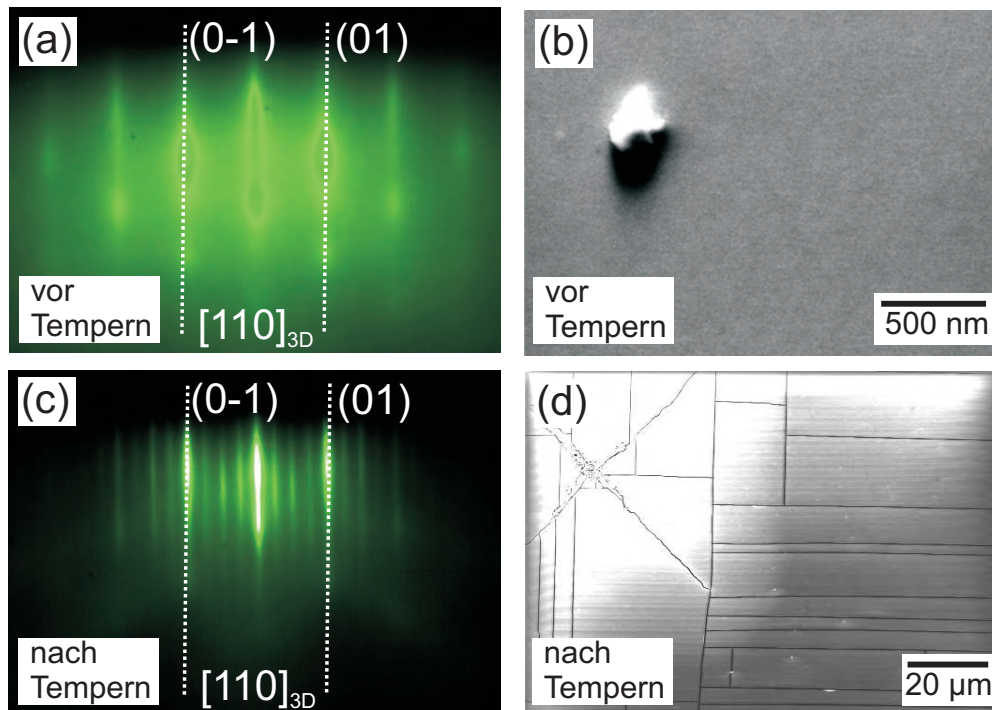 (a)
(0-1)
(01)
vor
Tempern
[110]3D
(b)
vor
Tempern
500 nm
(c)
(0-1)
(01)
nach
Tempern
[110]3D
(d)
nach
Tempern
20 µm